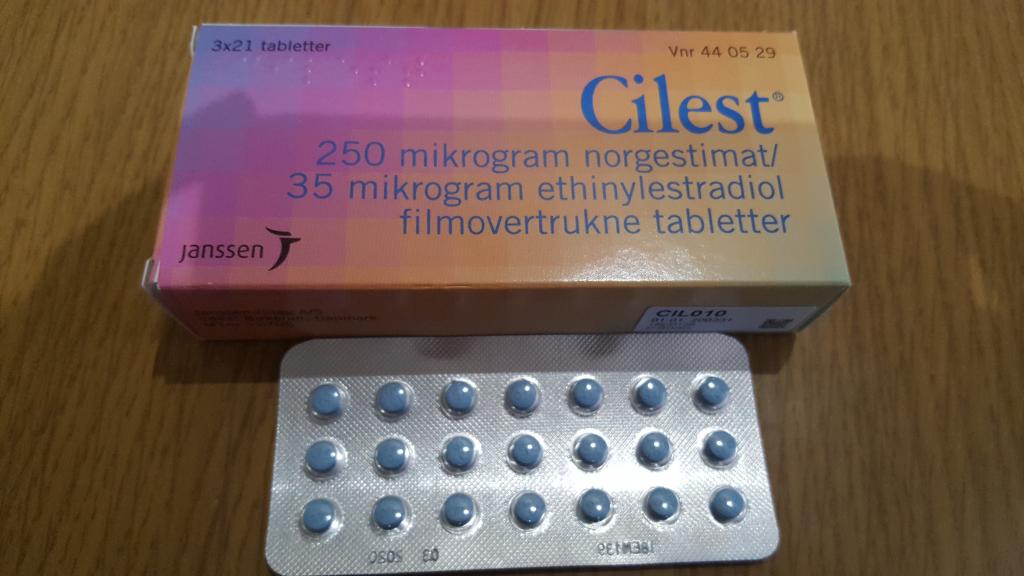 3x21 tabletter
Vnr 44 05 29
Cilest®
250 mikrogram norgestimat/
35 mikrogram ethinylestradiol
filmovertrukne tabletter
janssen
CIL010